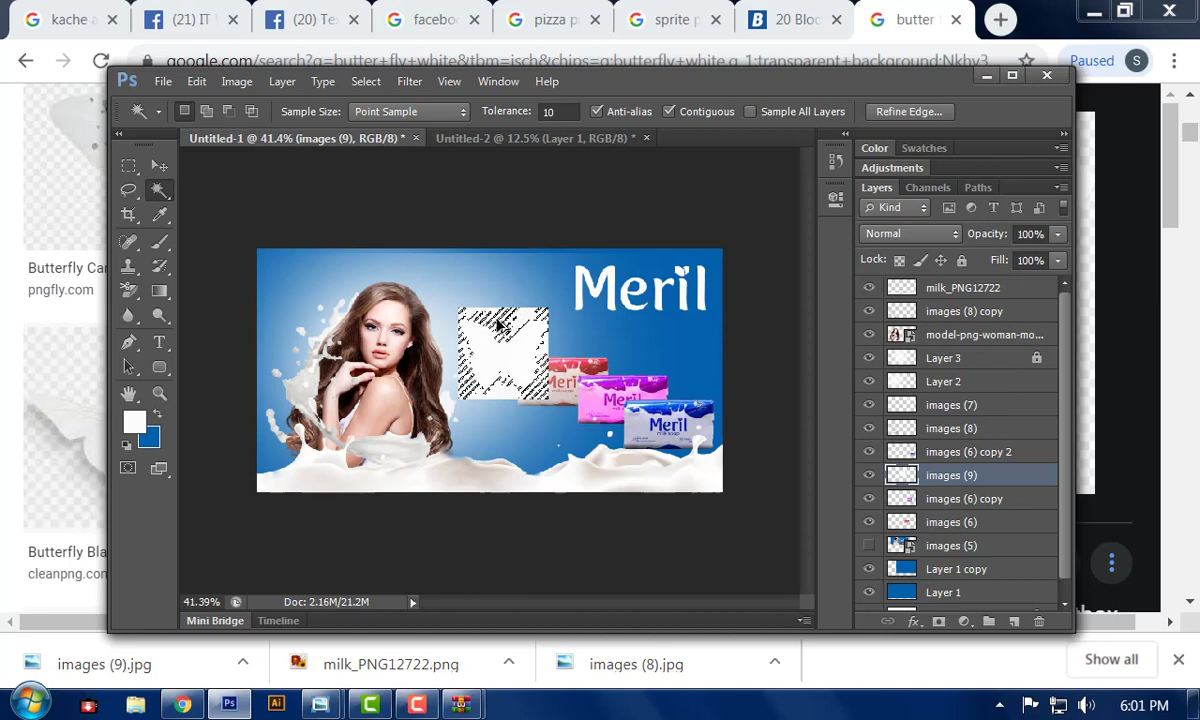 kache a
(21) IT \
(20) Te:
facebo
pizza p
sprite p
20 Bloo
butter
google.com/search?q=butter+fly+white&tbm=isch&chips=q:butterfly+white,g_1:transparent+background:Nkhv3
Paused
S
Ps File Edit Image Layer Type Select Filter View Window Help
Sample Size: Point Sample Tolerance: 10 Anti-alias Contiguous Sample All Layers Refine Edge...
Untitled-1 @ 41.4% (images (9), RGB/8) *
Untitled-2 @ 12.5% (Layer 1, RGB/8) *
Color Swatches
Adjustments
Layers Channels Paths
Kind
Normal Opacity: 100%
Lock: Fill: 100%
milk_PNG12722
images (8) copy
model-png-woman-mo...
Layer 3
Layer 2
images (7)
images (8)
images (6) copy 2
images (9)
images (6) copy
images (6)
images (5)
Layer 1 copy
Layer 1
Meril
Meril
Meril
Meril
Butterfly Car
pngfly.com
Butterfly Bla
cleanpng.con
41.39% Doc: 2.16M/21.2M
Mini Bridge Timeline
images (9).jpg
milk_PNG12722.png
images (8).jpg
Show all
Ai
6:01 PM